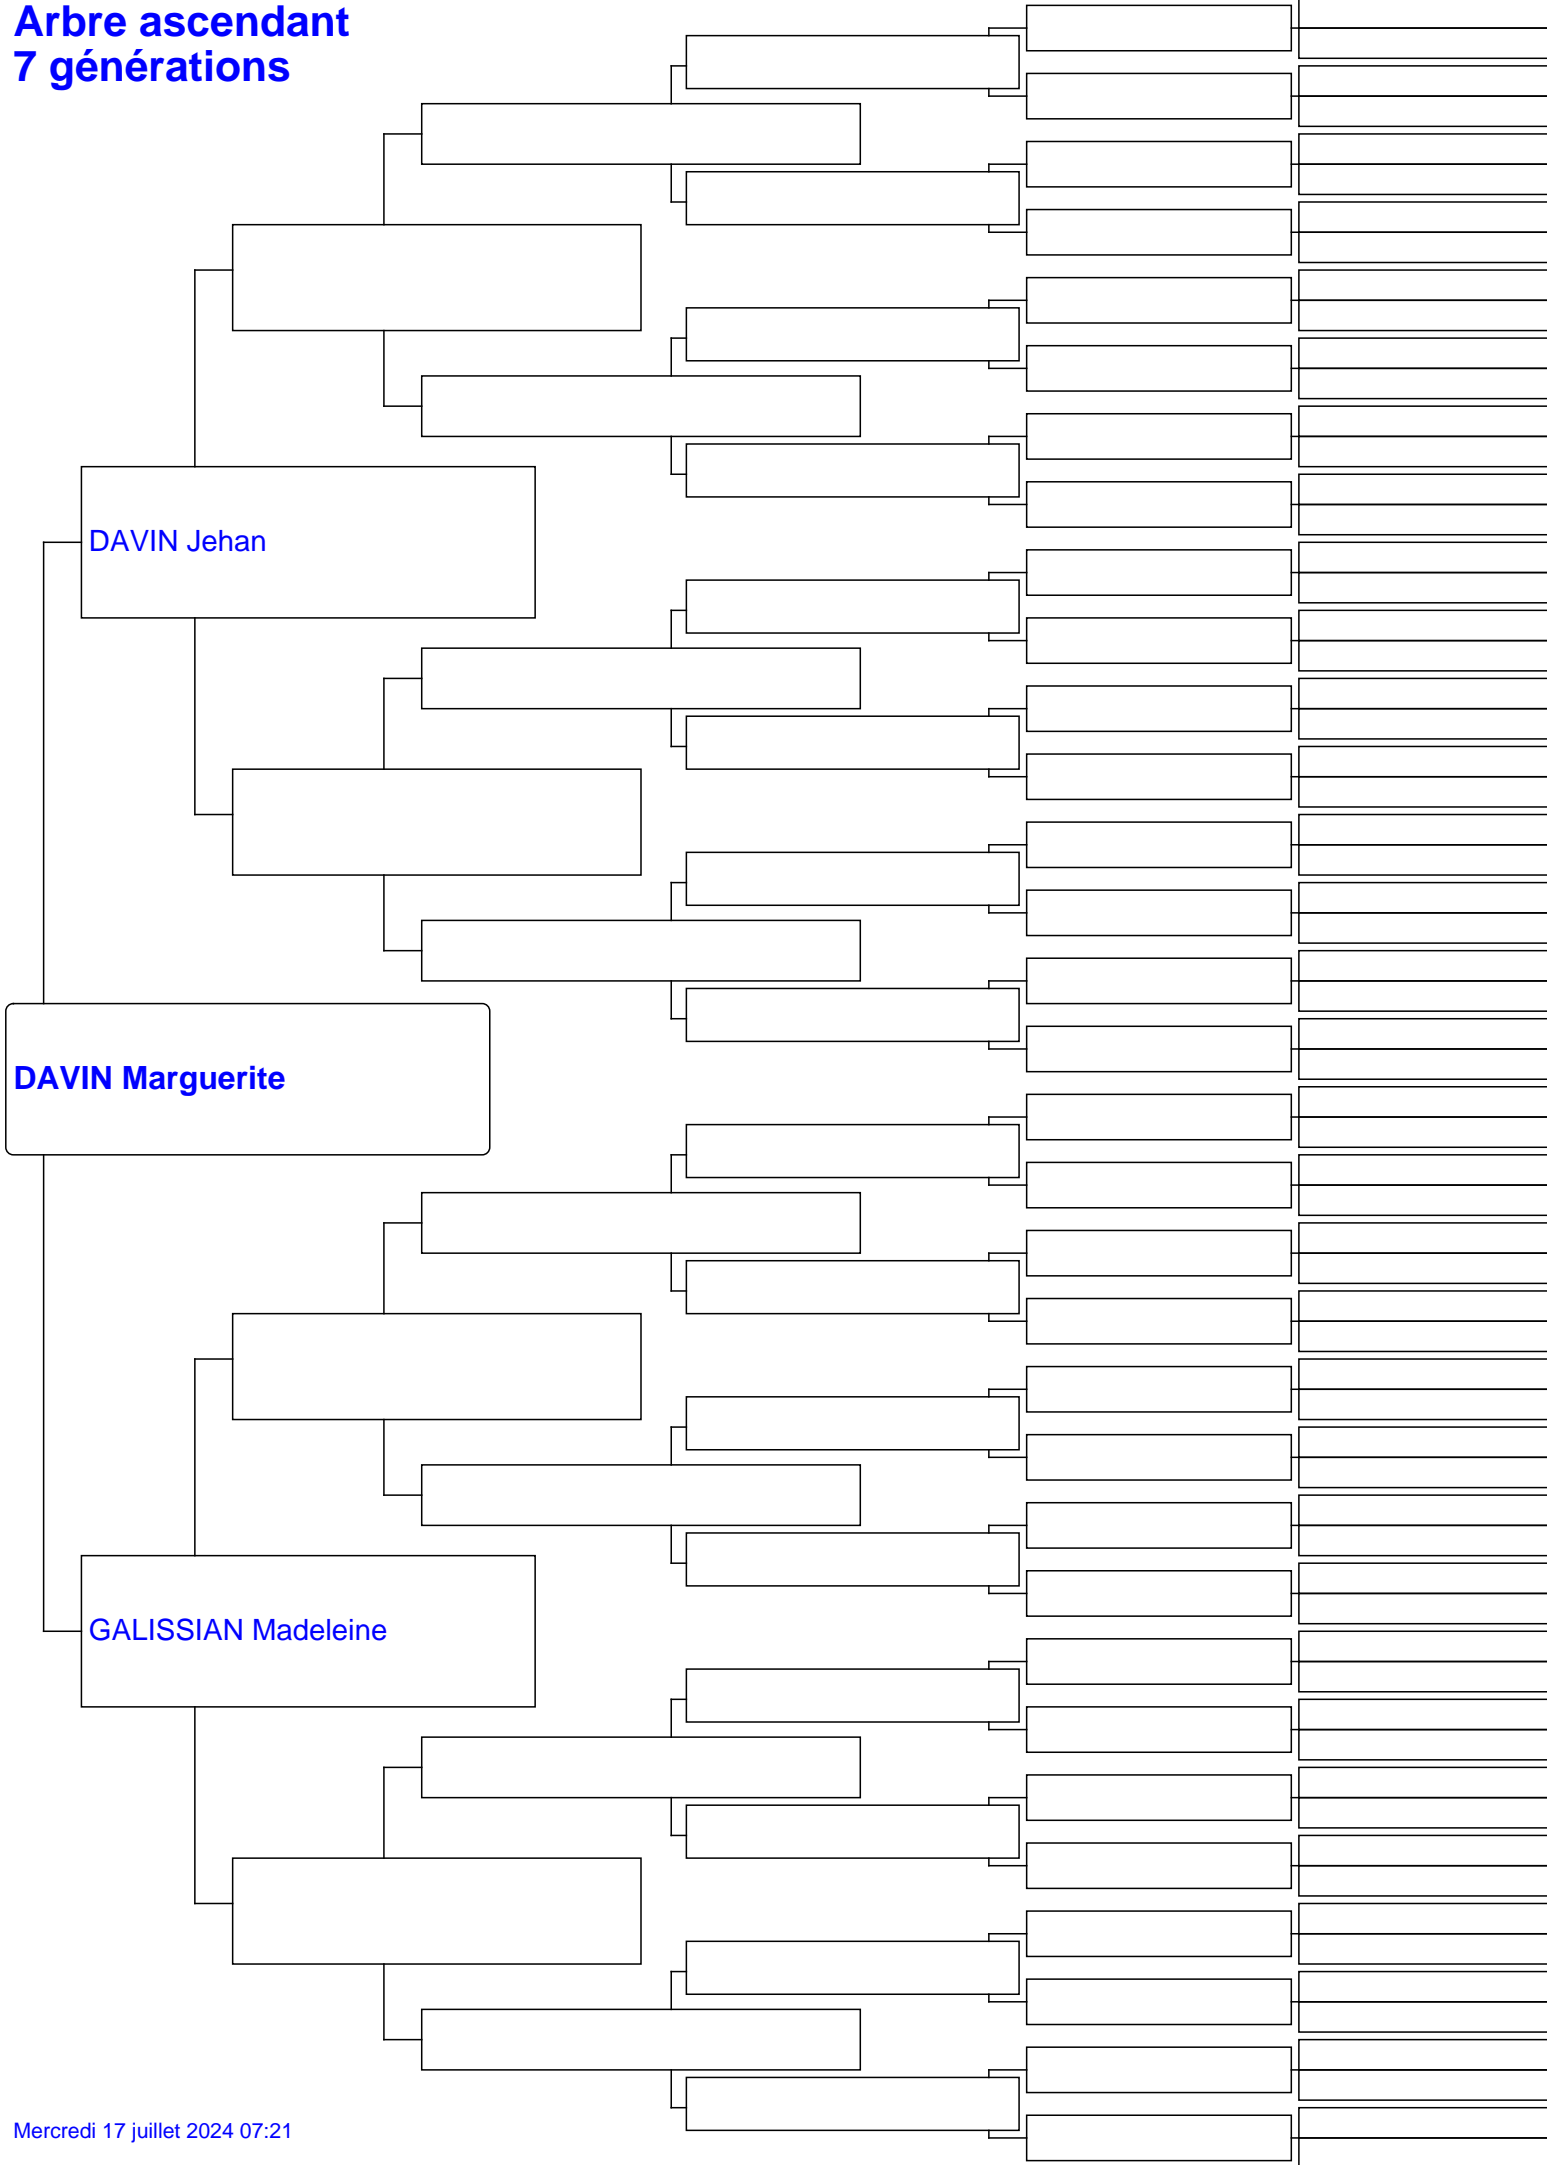 Arbre ascendant
7 générations
DAVIN Jehan
DAVIN Marguerite
GALISSIAN Madeleine
Mercredi 17 juillet 2024 07:21